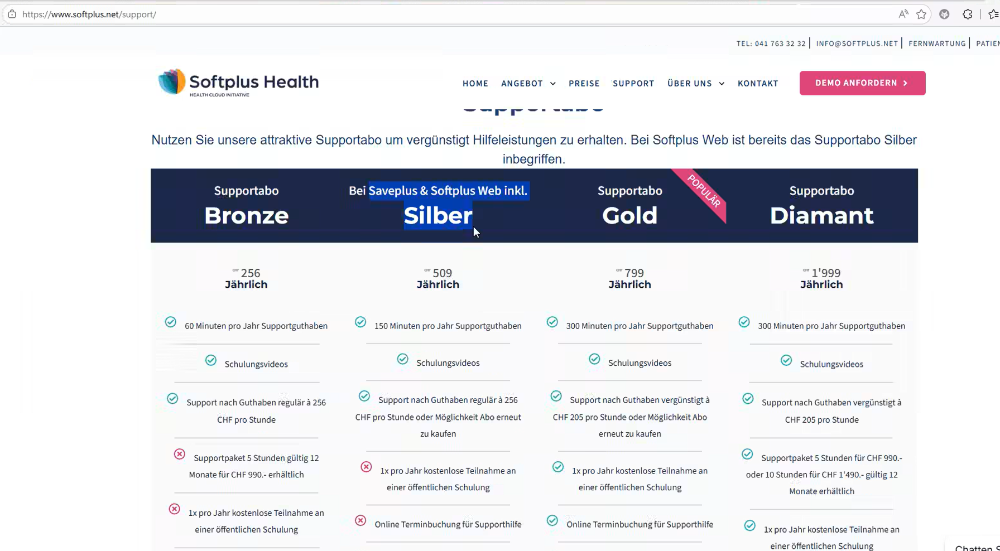 https://www.softplus.net/support/
TEL: 041 763 32 32
INFO@SOFTPLUS.NET
FERNWARTUNG
Softplus Health
HEALTH CLOUD INITIATIVE
HOME
ANGEBOT
PREISE
SUPPORT
ÜBER UNS
KONTAKT
DEMO ANFORDERN
Supportabo
Nutzen Sie unsere attraktive Supportabo um vergünstigt Hilfeleistungen zu erhalten. Bei Softplus Web ist bereits das Supportabo Silber
inbegriffen.
Supportabo
Bronze
CHF 256
Jährlich
60 Minuten pro Jahr Supportguthaben
Schulungsvideos
Support nach Guthaben regulär à 256
CHF pro Stunde
Supportpaket 5 Stunden gültig 12
Monate für CHF 990.- erhältlich
1x pro Jahr kostenlose Teilnahme an
einer öffentlichen Schulung
Bei Saveplus & Softplus Web inkl.
Silber
CHF 509
Jährlich
150 Minuten pro Jahr Supportguthaben
Schulungsvideos
Support nach Guthaben regulär à 256
CHF pro Stunde oder Möglichkeit Abo erneut
zu kaufen
1x pro Jahr kostenlose Teilnahme an
einer öffentlichen Schulung
Online Terminbuchung für Supporthilfe
Supportabo
Gold
POPULÄR
CHF 799
Jährlich
300 Minuten pro Jahr Supportguthaben
Schulungsvideos
Support nach Guthaben vergünstigt à
CHF 205 pro Stunde oder Möglichkeit Abo
erneut zu kaufen
1x pro Jahr kostenlose Teilnahme an
einer öffentlichen Schulung
Online Terminbuchung für Supporthilfe
Supportabo
Diamant
CHF 1'999
Jährlich
300 Minuten pro Jahr Supportguthaben
Schulungsvideos
Support nach Guthaben vergünstigt à
CHF 205 pro Stunde
Supportpaket 5 Stunden für CHF 990.-
oder 10 Stunden für CHF 1'490.- gültig 12
Monate erhältlich
1x pro Jahr kostenlose Teilnahme an
einer öffentlichen Schulung
Chatten